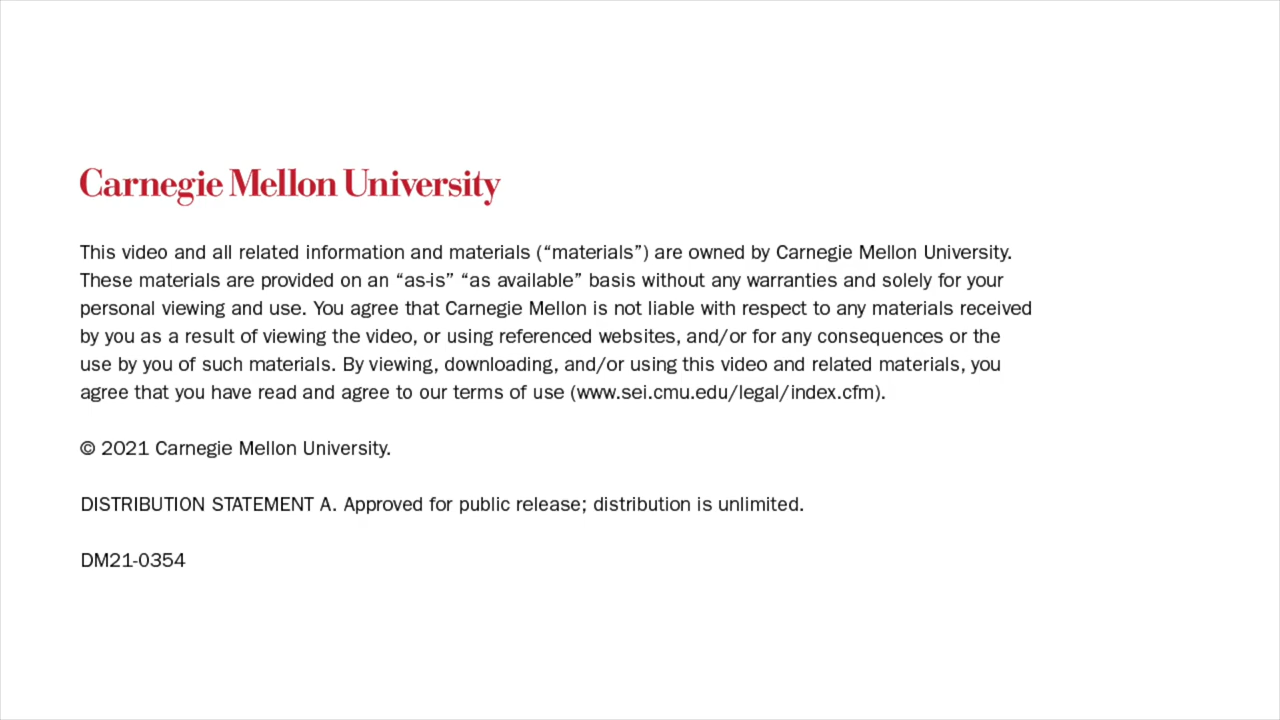 Carnegie Mellon University
This video and all related information and materials (“materials”) are owned by Carnegie Mellon University.
These materials are provided on an “as-is” “as available” basis without any warranties and solely for your
personal viewing and use. You agree that Carnegie Mellon is not liable with respect to any materials received
by you as a result of viewing the video, or using referenced websites, and/or for any consequences or the
use by you of such materials. By viewing, downloading, and/or using this video and related materials, you
agree that you have read and agree to our terms of use (www.sei.cmu.edu/legal/index.cfm).
© 2021 Carnegie Mellon University.
DISTRIBUTION STATEMENT A. Approved for public release; distribution is unlimited.
DM21-0354